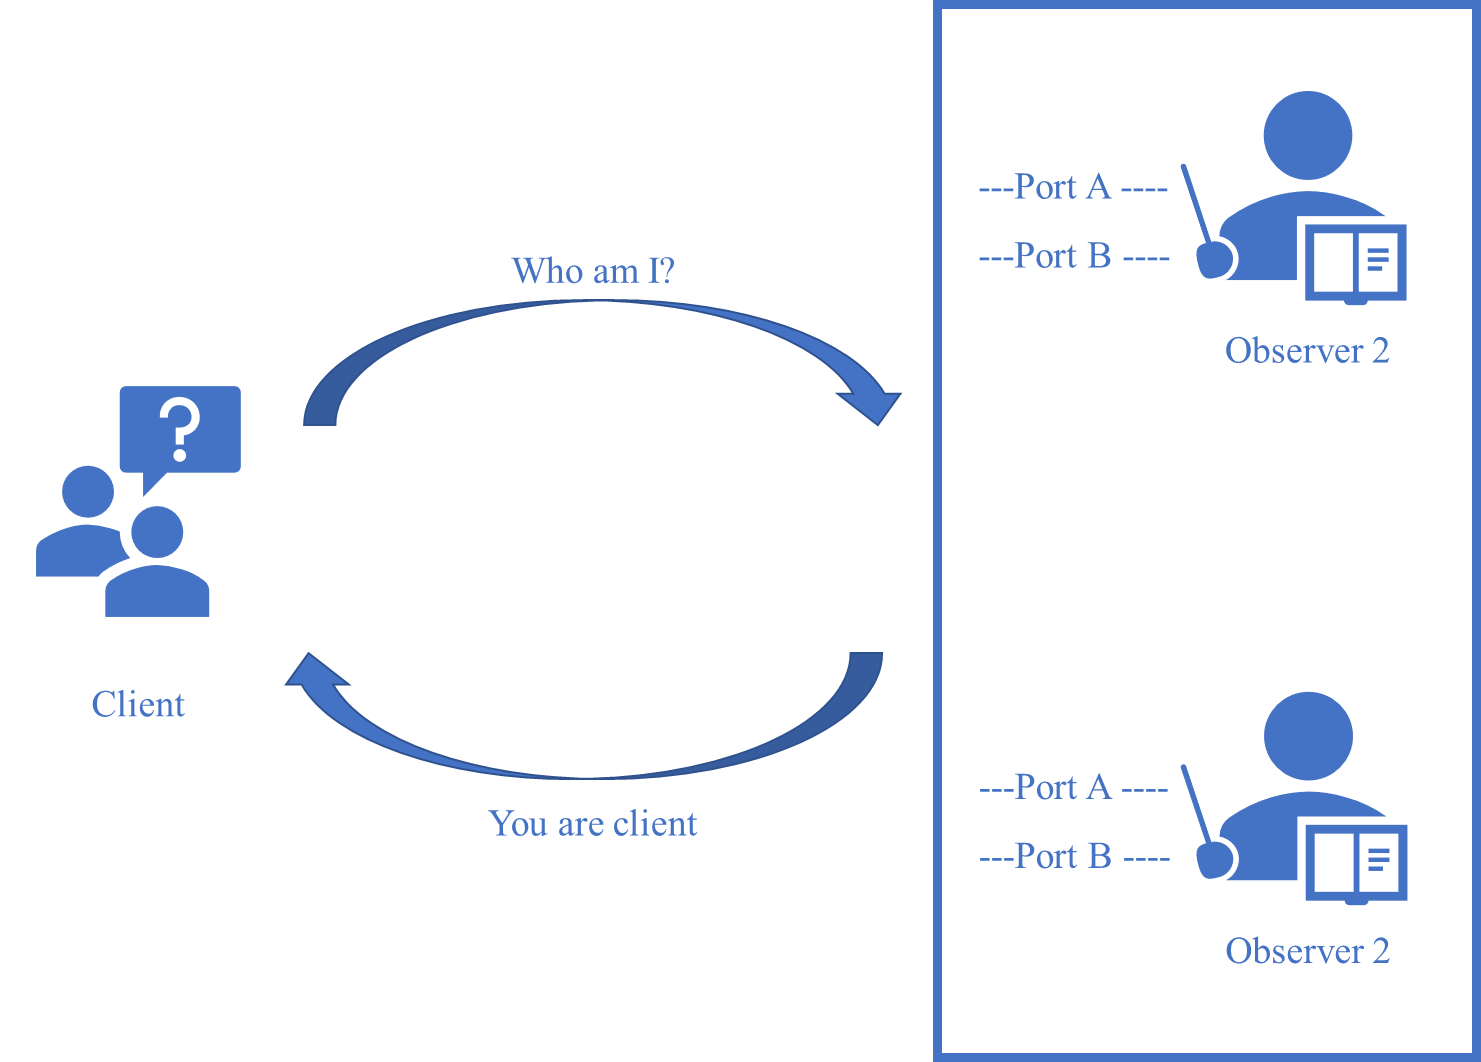 ---Port A ----
---Port B ----
Observer 2
Who am I?
?
Client
You are client
---Port A ----
---Port B ----
Observer 2